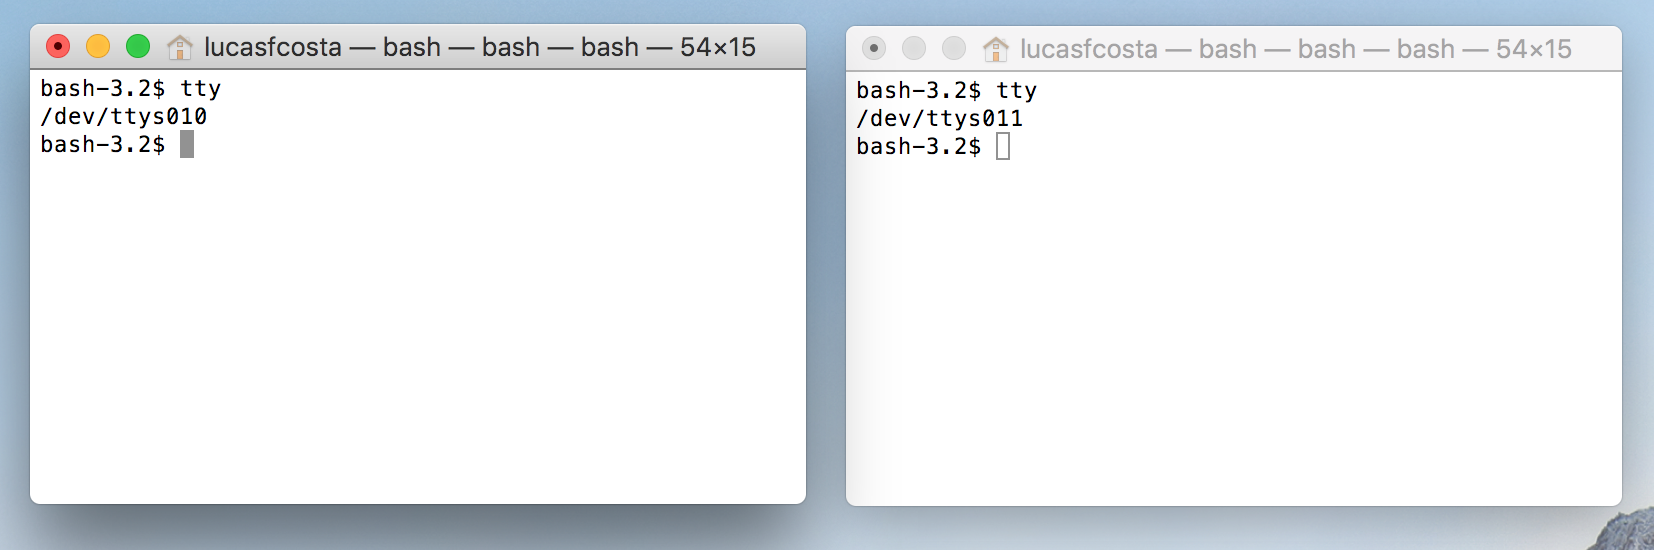 lucasfcosta — bash — bash — bash — 54×15
bash-3.2$ tty
/dev/ttys010
bash-3.2$
lucasfcosta — bash — bash — bash — 54×15
bash-3.2$ tty
/dev/ttys011
bash-3.2$